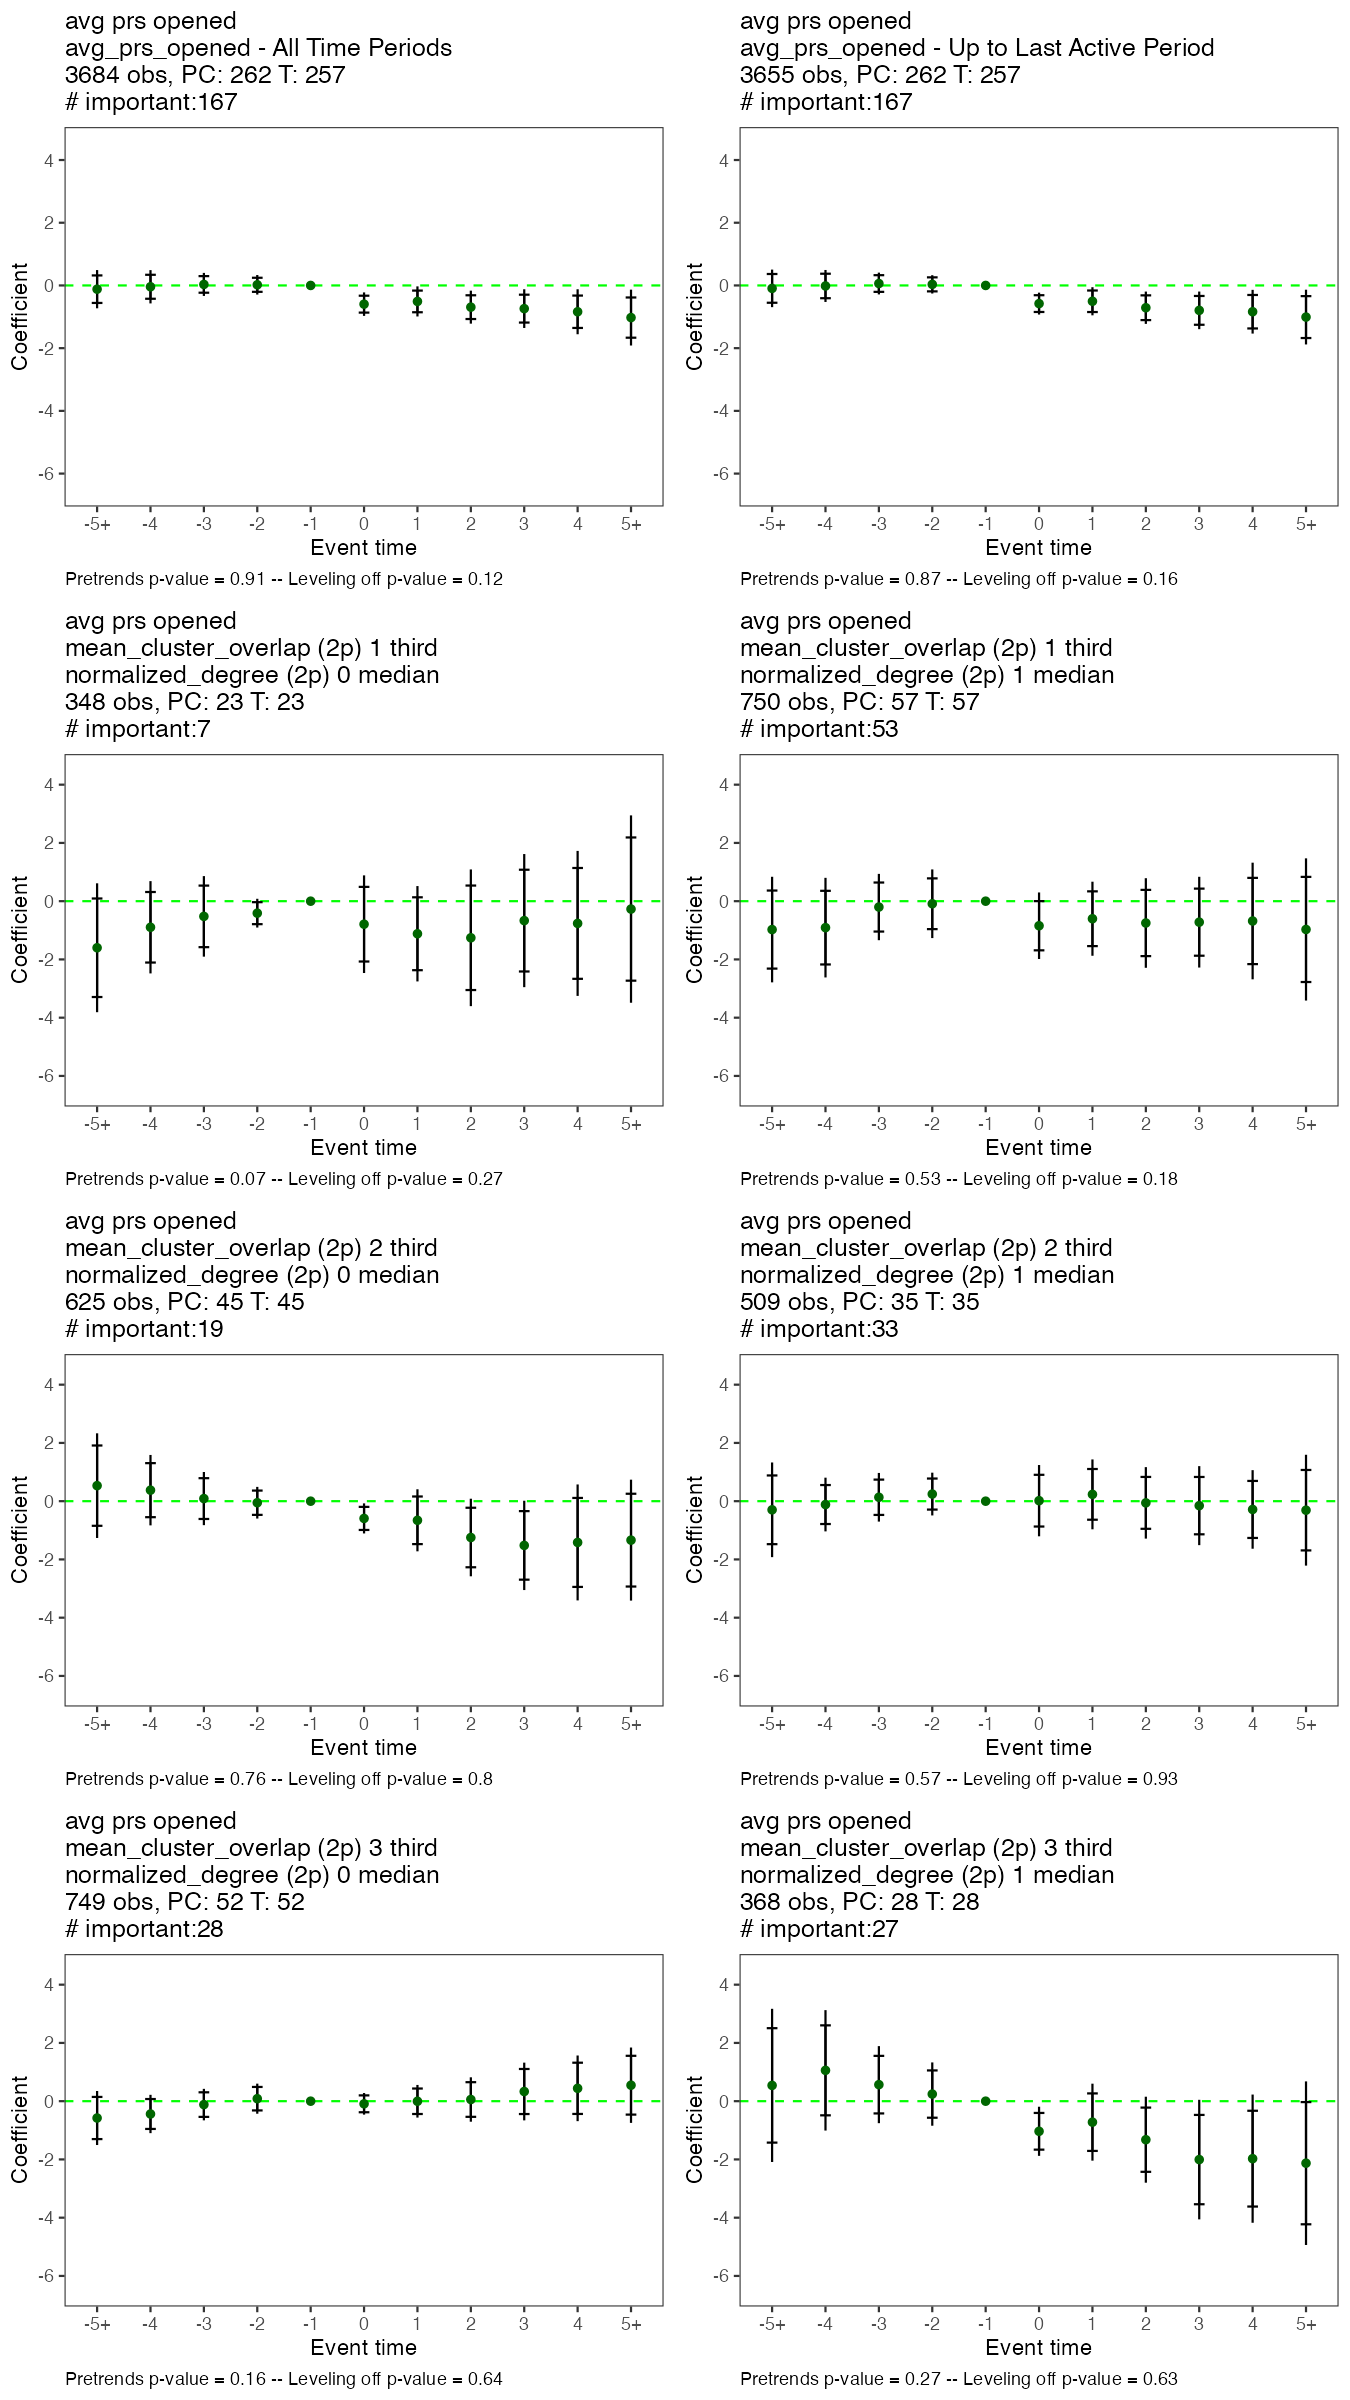 avg prs opened
avg_prs_opened - All Time Periods
3684 obs, PC: 262 T: 257
# important:167
4
2
0
-2
-4
-6
Coefficient
-5+ -4 -3 -2 -1 0 1 2 3 4 5+
Event time
Pretrends p-value = 0.91 -- Leveling off p-value = 0.12
avg prs opened
avg_prs_opened - Up to Last Active Period
3655 obs, PC: 262 T: 257
# important:167
4
2
0
-2
-4
-6
Coefficient
-5+ -4 -3 -2 -1 0 1 2 3 4 5+
Event time
Pretrends p-value = 0.87 -- Leveling off p-value = 0.16
avg prs opened
mean_cluster_overlap (2p) 1 third
normalized_degree (2p) 0 median
348 obs, PC: 23 T: 23
# important:7
4
2
0
-2
-4
-6
Coefficient
-5+ -4 -3 -2 -1 0 1 2 3 4 5+
Event time
Pretrends p-value = 0.07 -- Leveling off p-value = 0.27
avg prs opened
mean_cluster_overlap (2p) 1 third
normalized_degree (2p) 1 median
750 obs, PC: 57 T: 57
# important:53
4
2
0
-2
-4
-6
Coefficient
-5+ -4 -3 -2 -1 0 1 2 3 4 5+
Event time
Pretrends p-value = 0.53 -- Leveling off p-value = 0.18
avg prs opened
mean_cluster_overlap (2p) 2 third
normalized_degree (2p) 0 median
625 obs, PC: 45 T: 45
# important:19
4
2
0
-2
-4
-6
Coefficient
-5+ -4 -3 -2 -1 0 1 2 3 4 5+
Event time
Pretrends p-value = 0.76 -- Leveling off p-value = 0.8
avg prs opened
mean_cluster_overlap (2p) 2 third
normalized_degree (2p) 1 median
509 obs, PC: 35 T: 35
# important:33
4
2
0
-2
-4
-6
Coefficient
-5+ -4 -3 -2 -1 0 1 2 3 4 5+
Event time
Pretrends p-value = 0.57 -- Leveling off p-value = 0.93
avg prs opened
mean_cluster_overlap (2p) 3 third
normalized_degree (2p) 0 median
749 obs, PC: 52 T: 52
# important:28
4
2
0
-2
-4
-6
Coefficient
-5+ -4 -3 -2 -1 0 1 2 3 4 5+
Event time
Pretrends p-value = 0.16 -- Leveling off p-value = 0.64
avg prs opened
mean_cluster_overlap (2p) 3 third
normalized_degree (2p) 1 median
368 obs, PC: 28 T: 28
# important:27
4
2
0
-2
-4
-6
Coefficient
-5+ -4 -3 -2 -1 0 1 2 3 4 5+
Event time
Pretrends p-value = 0.27 -- Leveling off p-value = 0.63